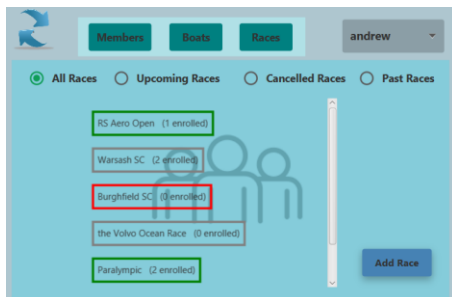 Members Boats Races andrew
All Races Upcoming Races Cancelled Races Past Races
RS Aero Open (1 enrolled)
Warsash SC (2 enrolled)
Burghfield SC (0 enrolled)
the Volvo Ocean Race (0 enrolled)
Paralympic (2 enrolled)
Add Race